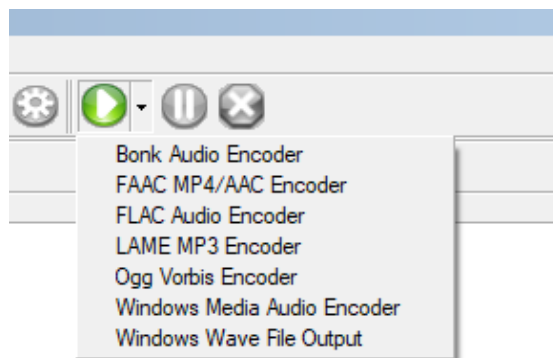 Bonk Audio Encoder
FAAC MP4/AAC Encoder
FLAC Audio Encoder
LAME MP3 Encoder
Ogg Vorbis Encoder
Windows Media Audio Encoder
Windows Wave File Output